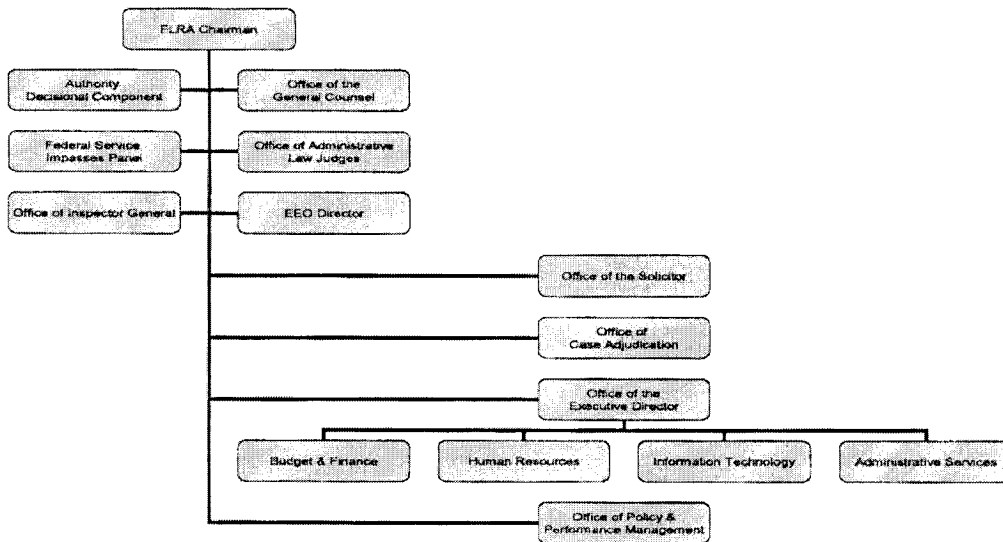 FLRA Chairman
Authority
Decisional Component
Office of the
General Counsel
Federal Service
Impasses Panel
Office of Administrative
Law Judges
Office of Inspector General
EEO Director
Office of the Solicitor
Office of
Case Adjudication
Office of the
Executive Director
Budget & Finance
Human Resources
Information Technology
Administrative Services
Office of Policy &
Performance Management